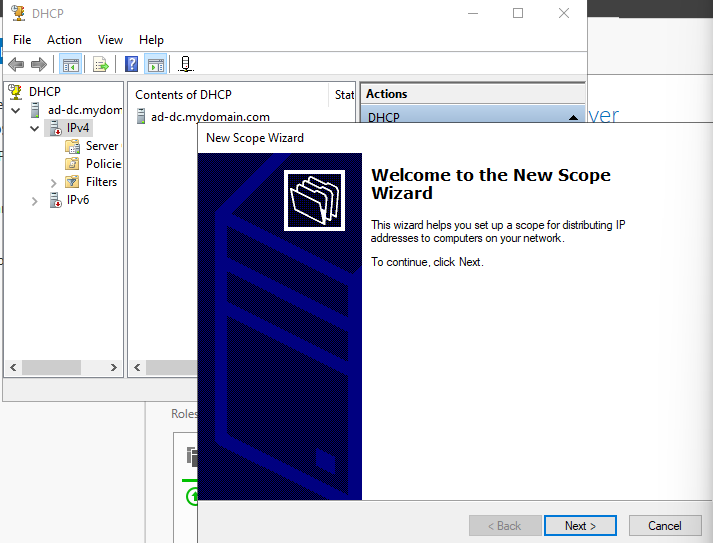 DHCP
File Action View Help
DHCP
ad-dc.mydom
IPv4
Server
Policie
Filters
IPv6
Contents of DHCP Stat
ad-dc.mydomain.com
Actions
DHCP
ver
New Scope Wizard
Welcome to the New Scope
Wizard
This wizard helps you set up a scope for distributing IP
addresses to computers on your network.
To continue, click Next.
Roles
< Back Next > Cancel